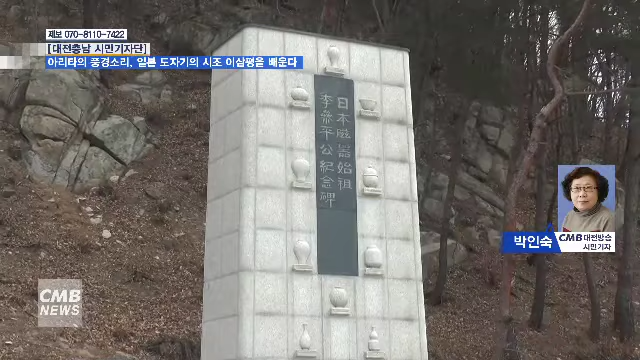 제보 070-8110-7422
[대전충남 시민기자단]
아리타의 풍경소리, 일본 도자기의 시조 이삼평을 배운다
日本磁器始祖
李參平公紀念碑
박인숙
CMB 대전방송
시민기자
CMB
NEWS